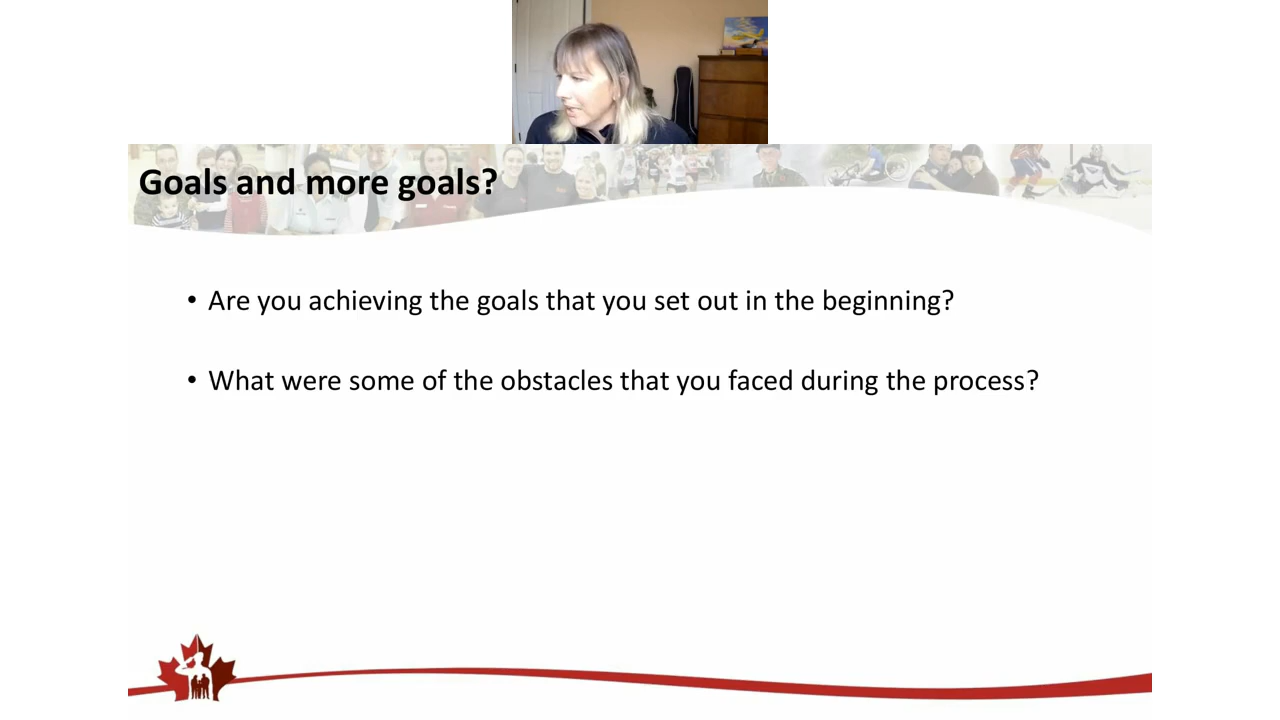 Goals and more goals?
• Are you achieving the goals that you set out in the beginning?
• What were some of the obstacles that you faced during the process?